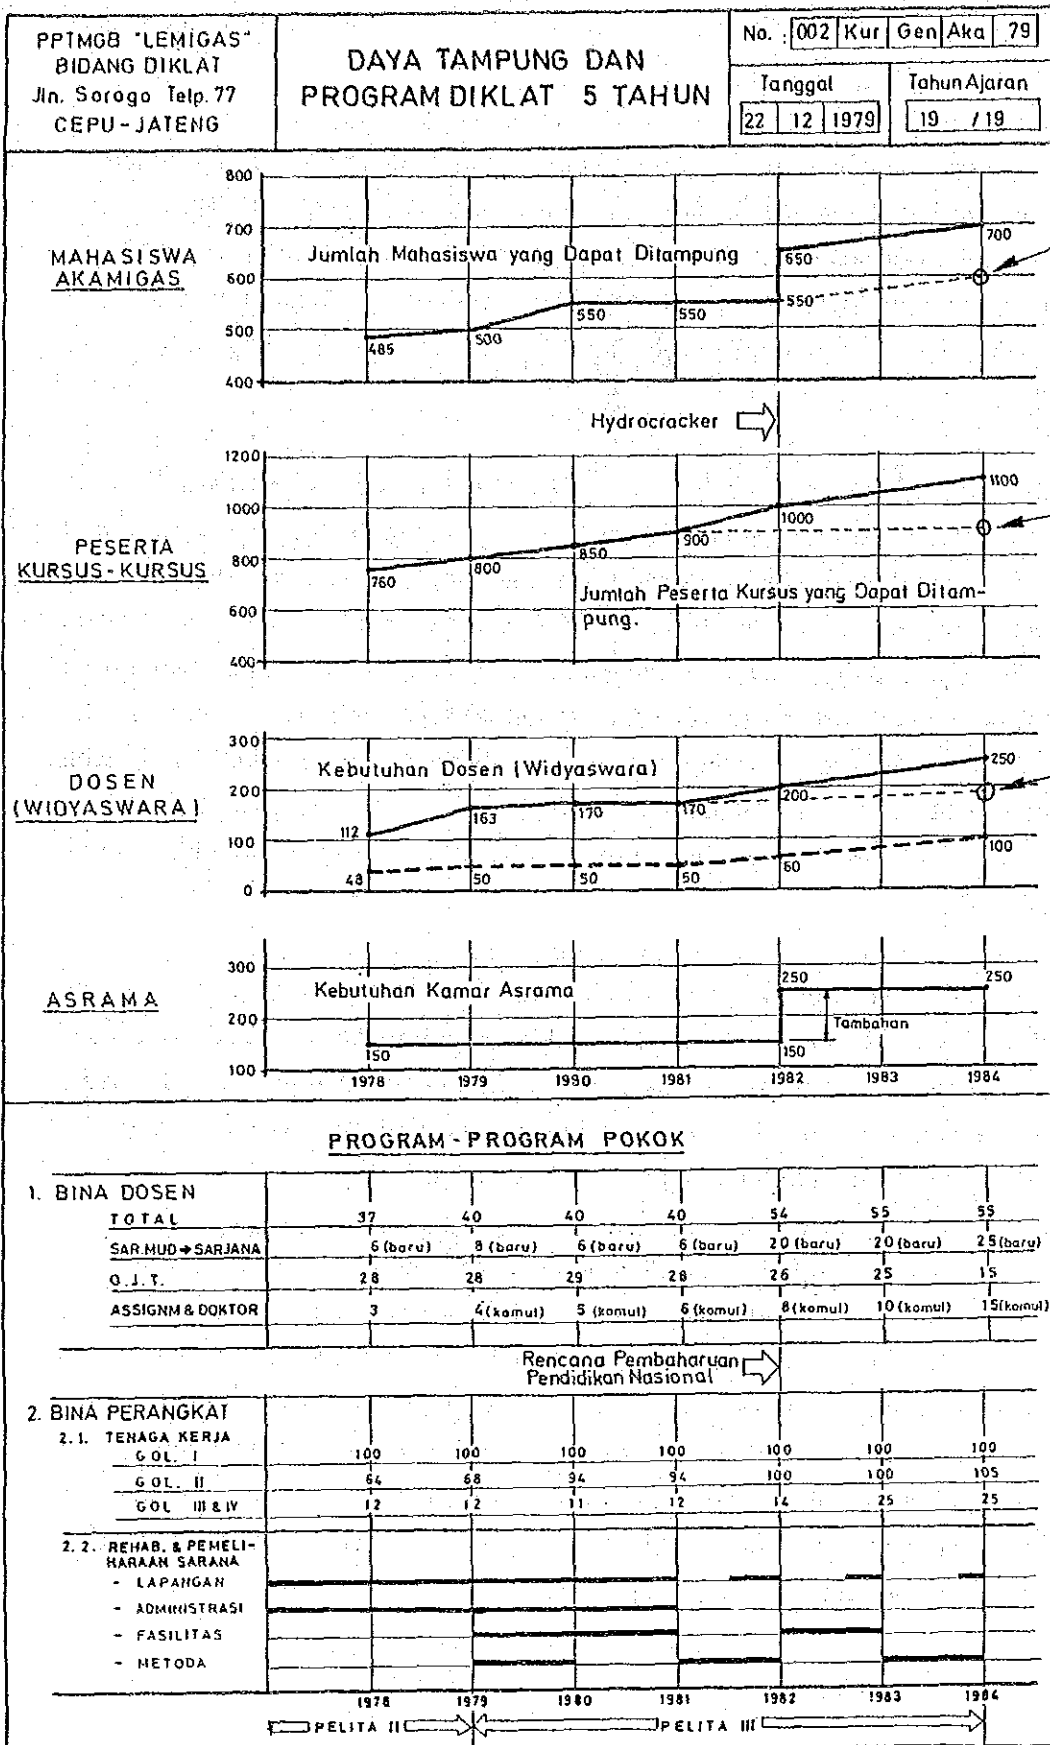 PPTMGB "LEMIGAS"
BIDANG DIKLAT
Jln. Sorogo Telp. 77
CEPU - JATENG
DAYA TAMPUNG DAN
PROGRAM DIKLAT 5 TAHUN
No. : 002 Kur Gen Aka 79
Tanggal
22 12 1979
Tahun Ajaran
19 / 19
MAHASISWA
AKAMIGAS
800
700
600
500
400
Jumlah Mahasiswa yang Dapat Ditampung
485
500
550
550
550
650
700
Hydrocracker
PESERTA
KURSUS - KURSUS
1200
1000
800
600
400
760
800
850
900
1000
1100
Jumlah Peserta Kursus yang Dapat Ditam-
pung.
DOSEN
(WIDYASWARA)
300
200
100
0
Kebutuhan Dosen (Widyaswara)
112
163
170
170
200
250
48
50
50
50
60
100
ASRAMA
300
200
100
Kebutuhan Kamar Asrama
150
250
250
Tambahan
150
1978 1979 1990 1981 1982 1983 1984
PROGRAM - PROGRAM POKOK
1. BINA DOSEN
TOTAL 37 40 40 40 54 55 55
SAR.MUD → SARJANA 6 (baru) 8 (baru) 6 (baru) 6 (baru) 20 (baru) 20 (baru) 25 (baru)
O.J.T. 28 28 29 28 26 25 15
ASSIGNM & DOKTOR 3 4 (komul) 5 (komul) 6 (komul) 8 (komul) 10 (komul) 15 (komul)
Rencana Pembaharuan
Pendidikan Nasional
2. BINA PERANGKAT
2.1. TENAGA KERJA
GOL. I 100 100 100 100 100 100 100
GOL. II 64 68 94 94 100 100 105
GOL III & IV 12 12 11 12 14 25 25
2.2. REHAB. & PEMELI-
HARAAN SARANA
- LAPANGAN
- ADMINISTRASI
- FASILITAS
- METODA
1978 1979 1980 1981 1982 1983 1984
PELITA II PELITA III